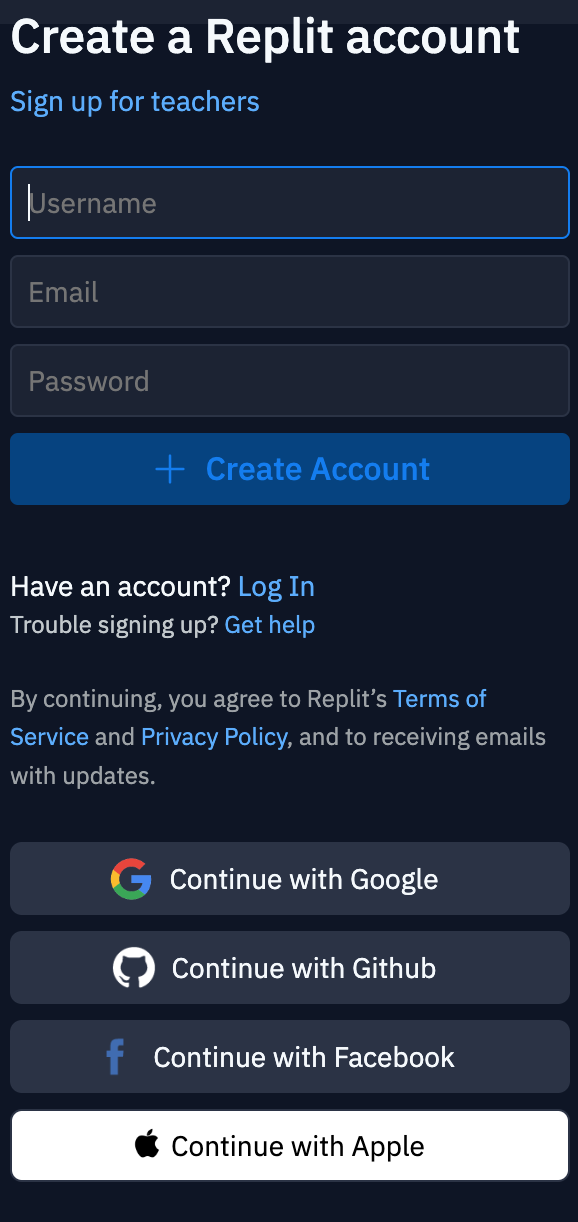 Create a Replit account
Sign up for teachers
Username
Email
Password
Create Account
Have an account? Log In
Trouble signing up? Get help
By continuing, you agree to Replit’s Terms of
Service and Privacy Policy, and to receiving emails
with updates.
Continue with Google
Continue with Github
Continue with Facebook
Continue with Apple